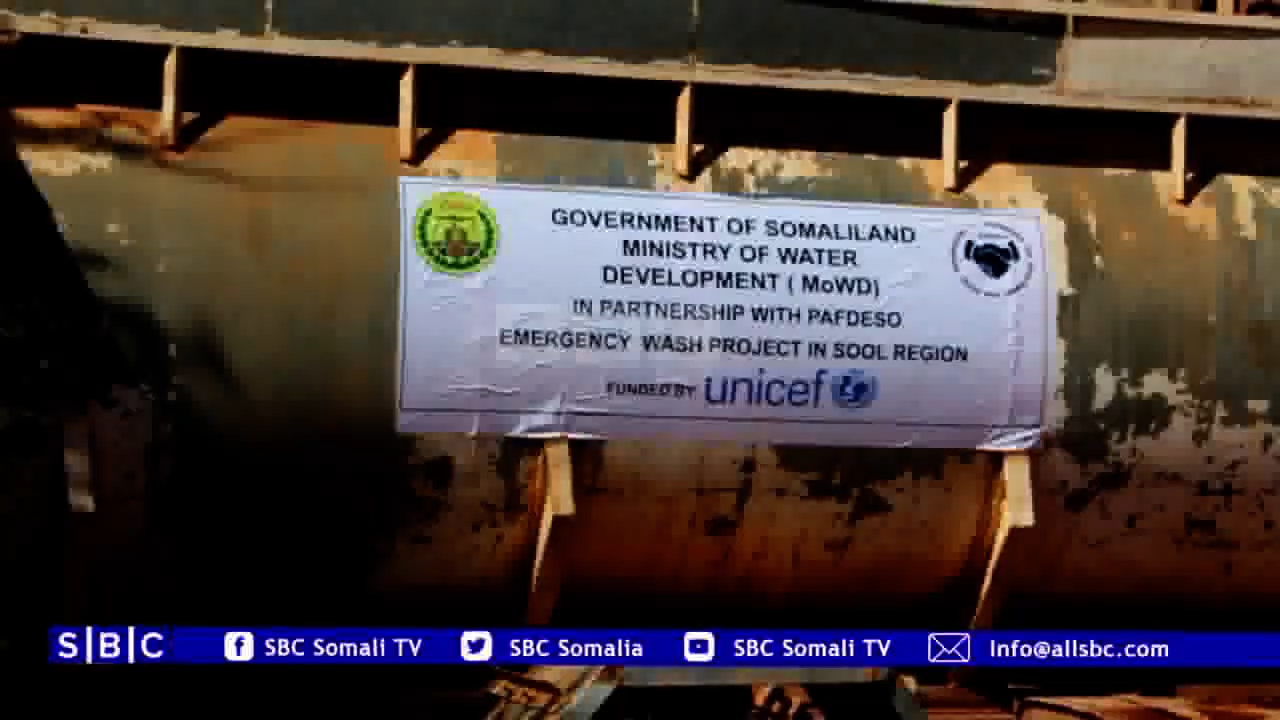 GOVERNMENT OF SOMALILAND
MINISTRY OF WATER
DEVELOPMENT ( MoWD)
IN PARTNERSHIP WITH PAFDESO
EMERGENCY WASH PROJECT IN SOOL REGION
FUNDED BY unicef
S|B|C SBC Somali TV SBC Somalia SBC Somali TV Info@allsbc.com